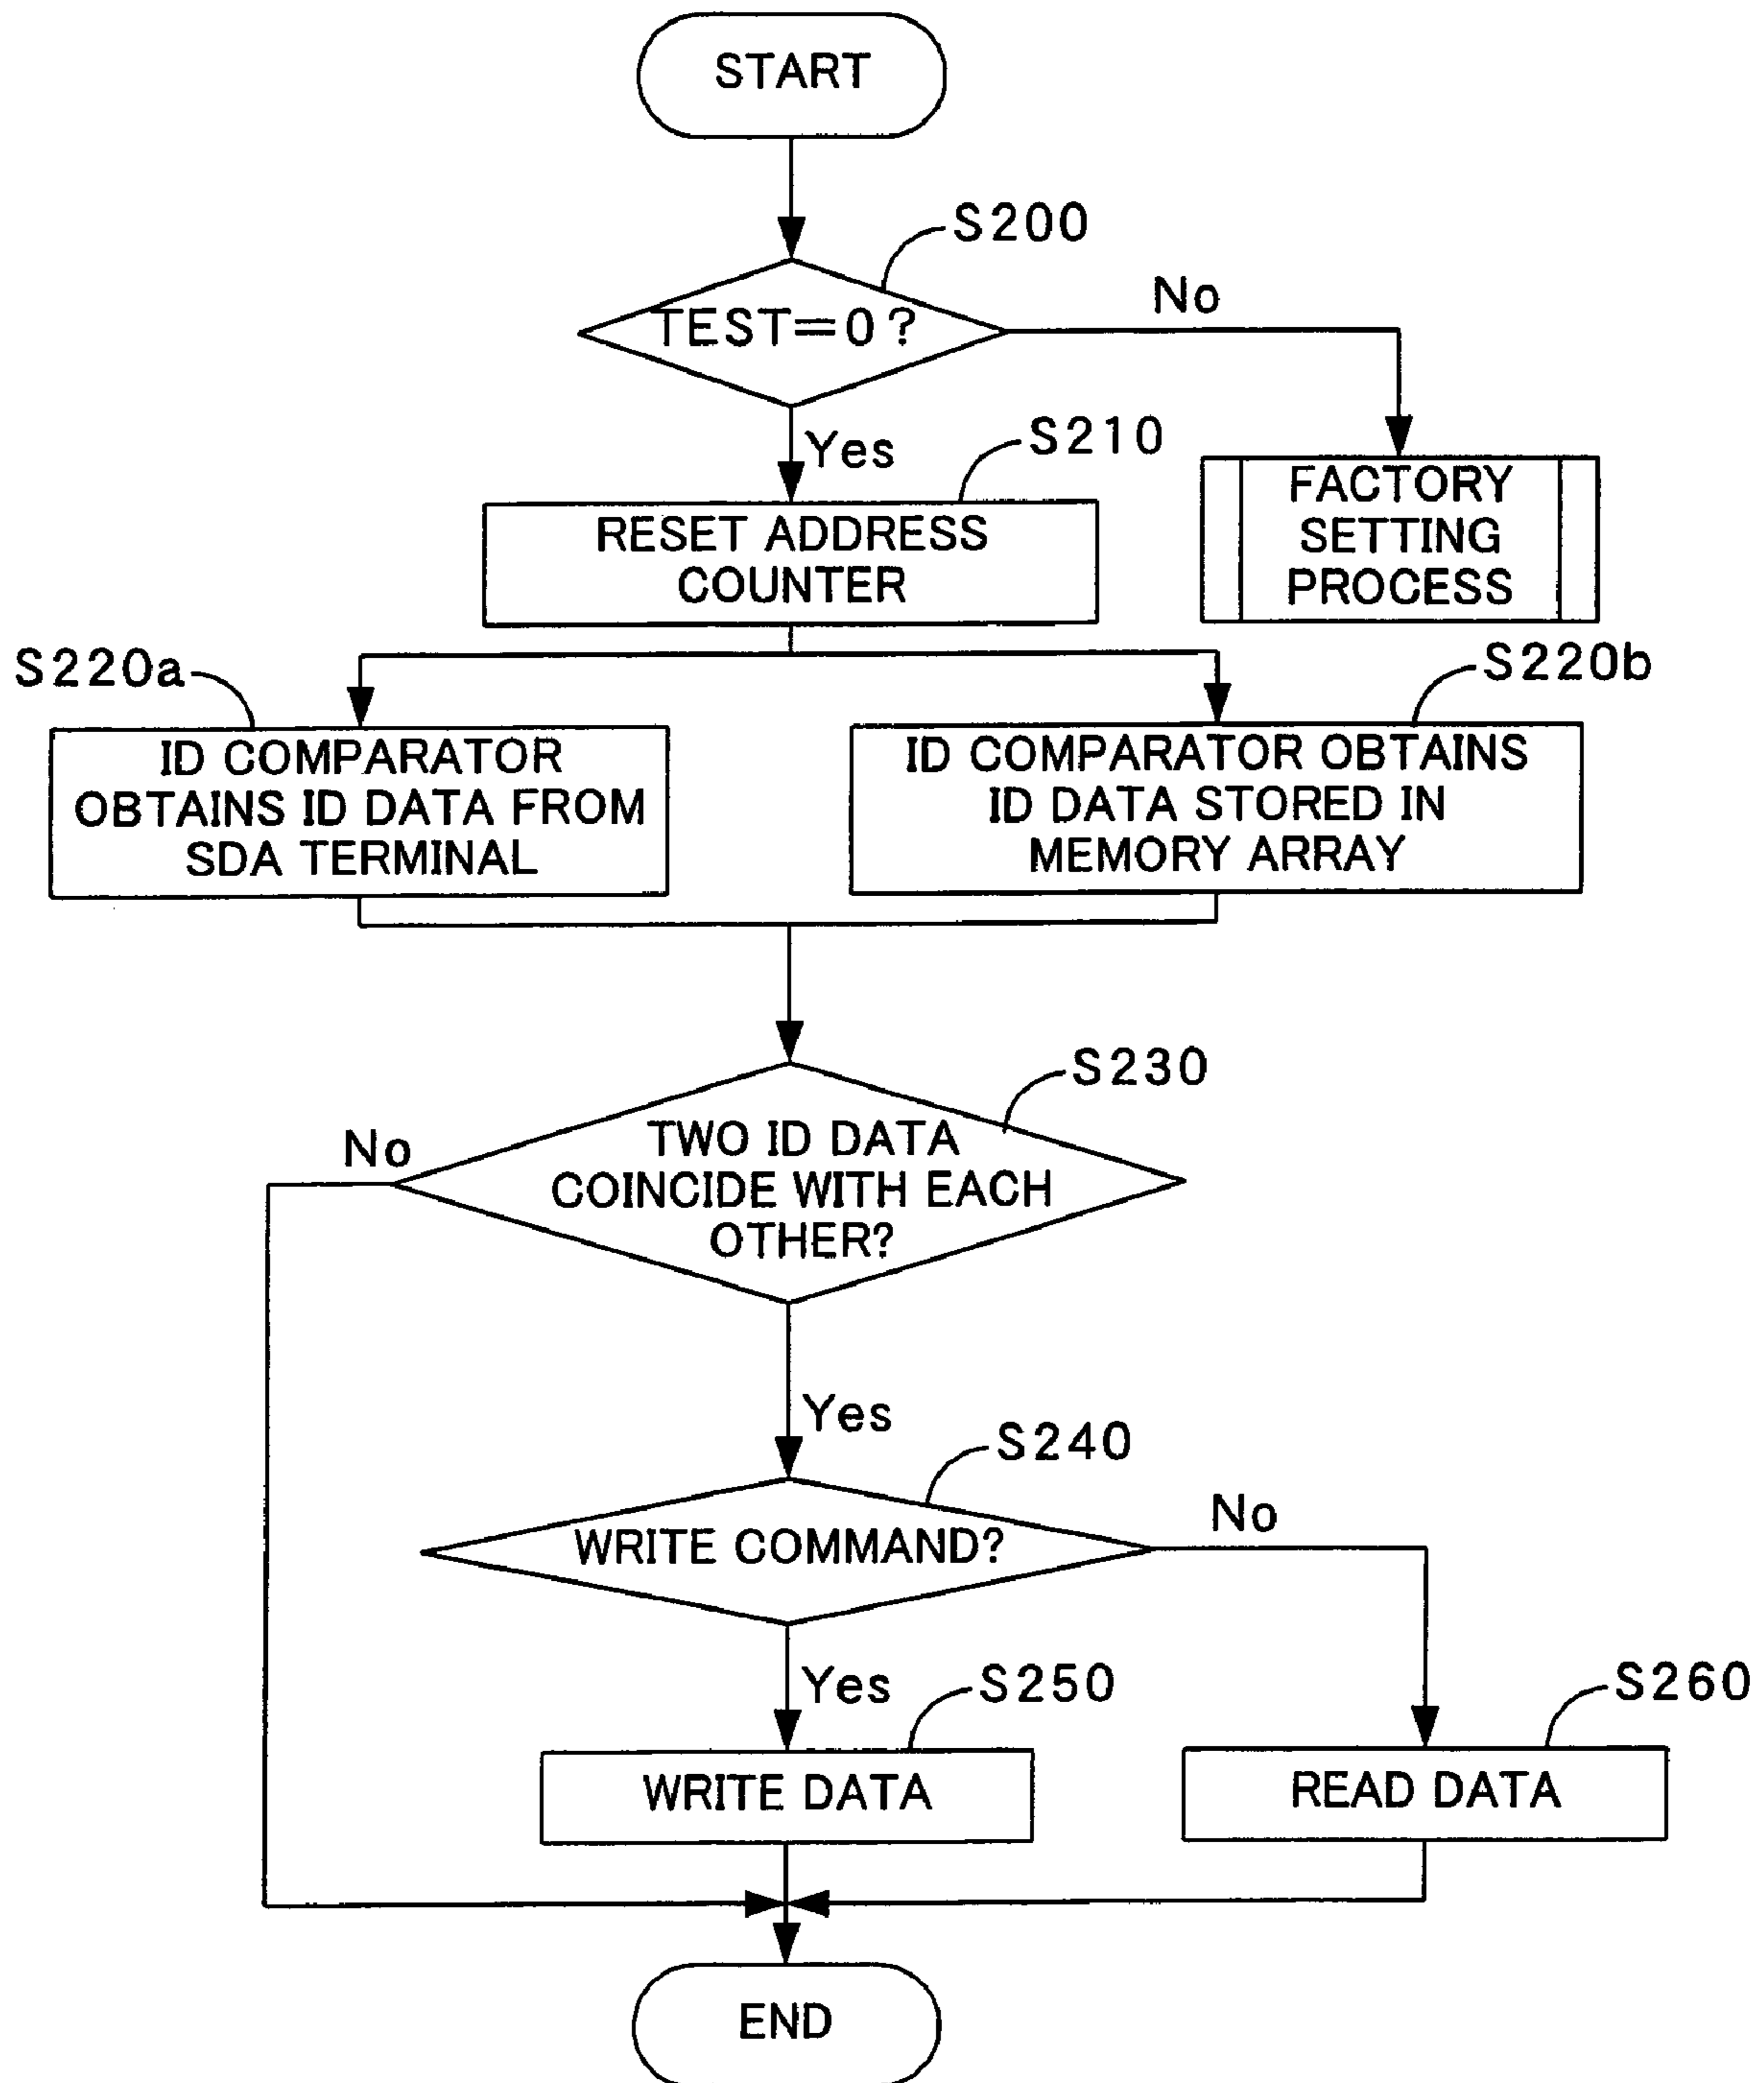 START
S200
TEST=0?
No
Yes
S210
RESET ADDRESS
COUNTER
FACTORY
SETTING
PROCESS
S220a
S220b
ID COMPARATOR
OBTAINS ID DATA FROM
SDA TERMINAL
ID COMPARATOR OBTAINS
ID DATA STORED IN
MEMORY ARRAY
S230
No
TWO ID DATA
COINCIDE WITH EACH
OTHER?
Yes
S240
No
WRITE COMMAND?
Yes
S250
S260
WRITE DATA
READ DATA
END